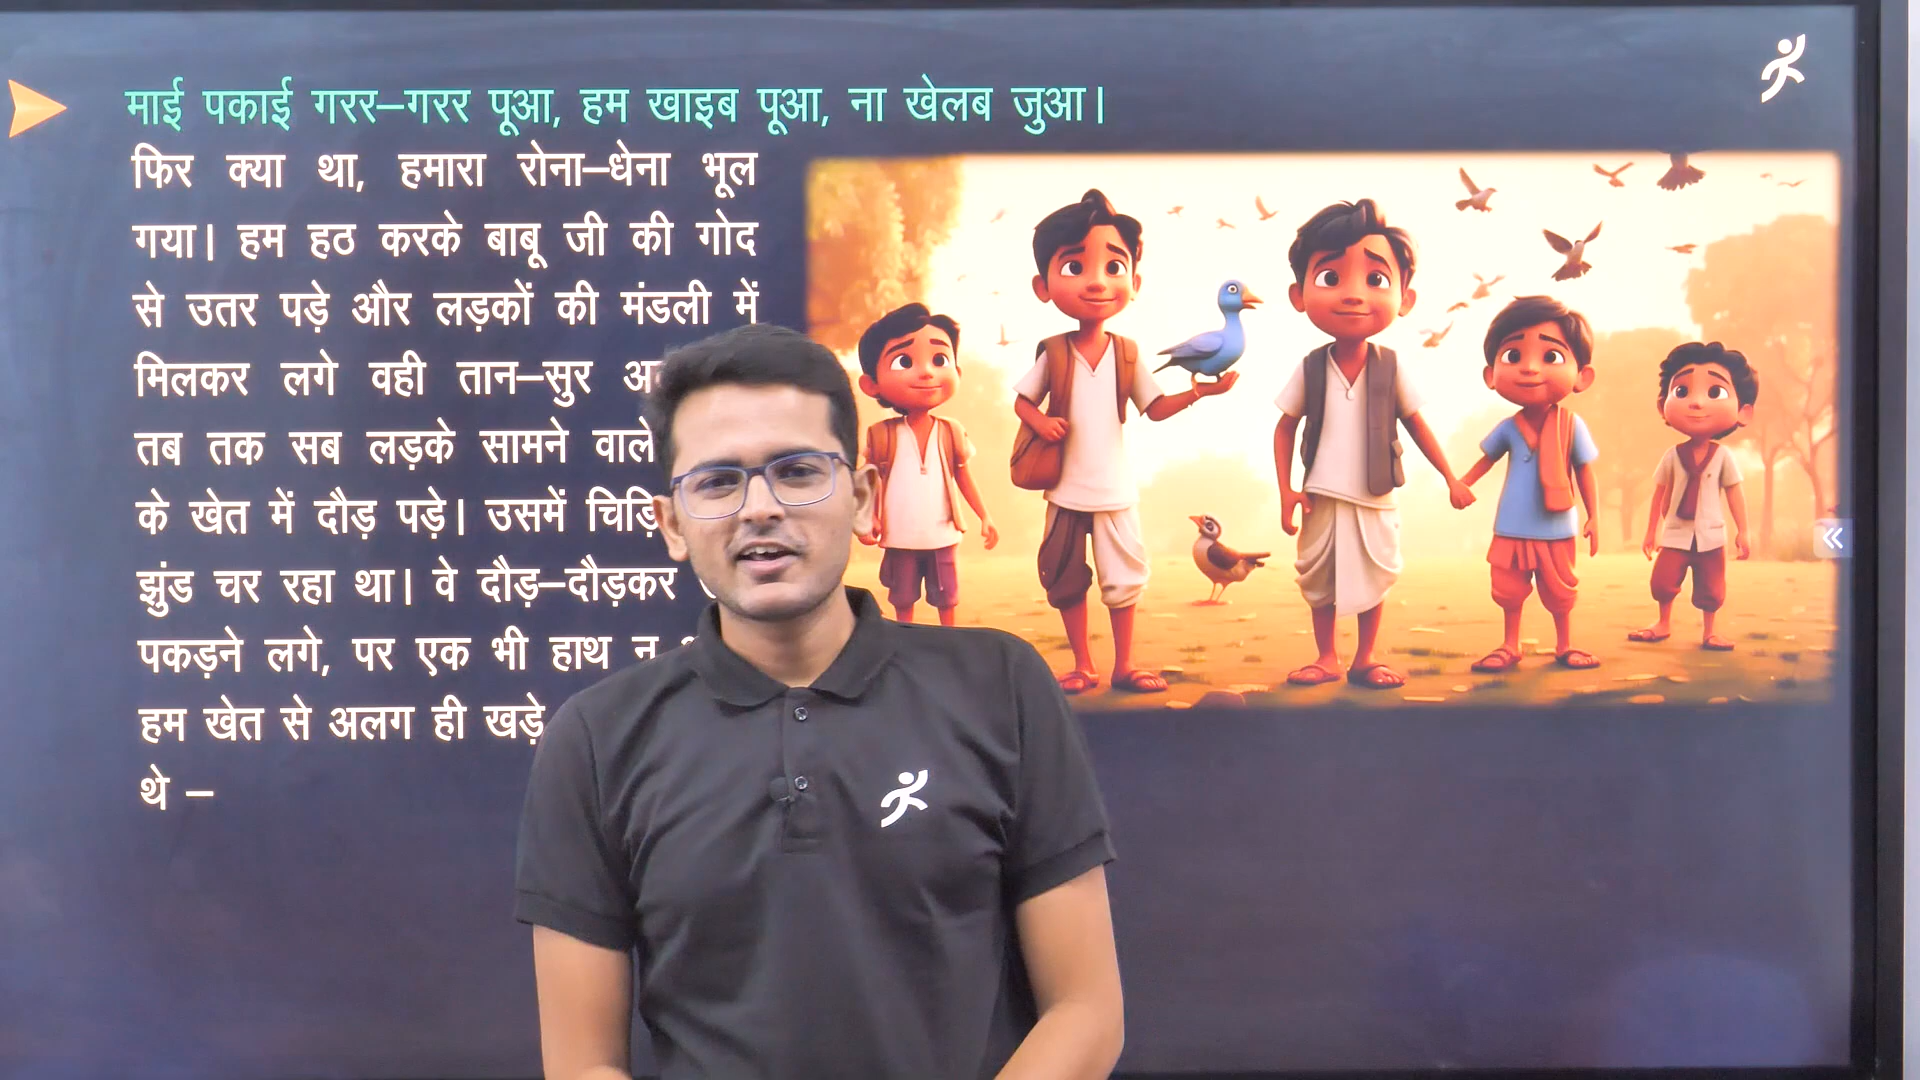 माई पकाई गरर–गरर पूआ, हम खाइब पूआ, ना खेलब जुआ।
फिर क्या था, हमारा रोना–धेना भूल
गया। हम हठ करके बाबू जी की गोद
से उतर पड़े और लड़कों की मंडली में
मिलकर लगे वही तान–सुर
तब तक सब लड़के सामने वाले
के खेत में दौड़ पड़े। उसमें
झुंड चर रहा था। वे दौड़–दौड़कर
पकड़ने लगे, पर एक भी हाथ न
हम खेत से अलग ही खड़े
थे –